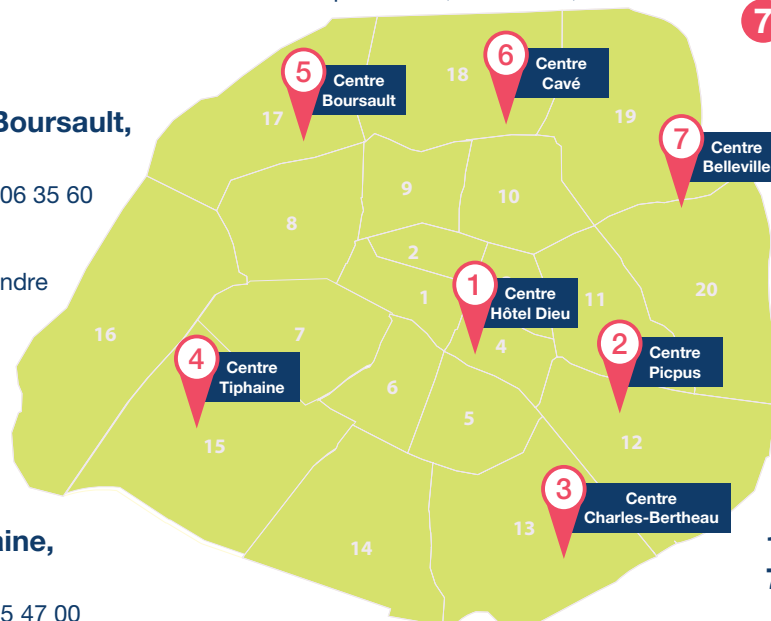 7
5
Centre
Boursault
6
Centre
Cavé
18
17
19
Boursault,
7
Centre
Belleville
06 35 60
9
10
8
2
ndre
1
Centre
Hôtel Dieu
1
11
20
16
7
4
2
Centre
Picpus
4
Centre
Tiphaine
6
5
15
12
3
Centre
Charles-Bertheau
13
14
aine,
5 47 00